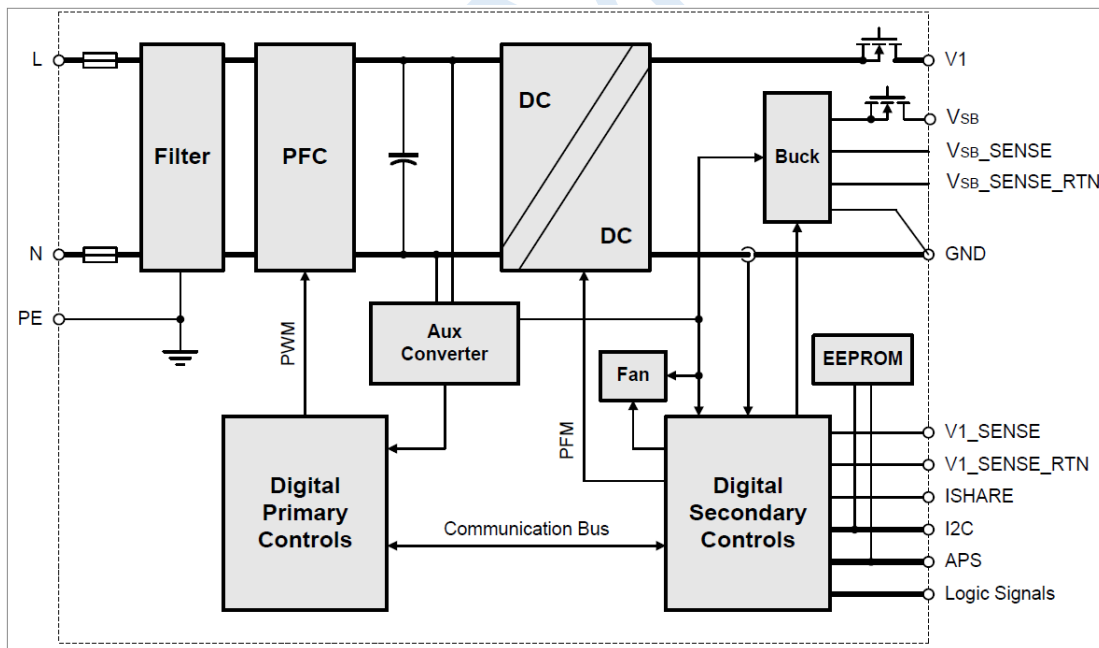 L
V1
DC
VSB
Filter
PFC
Buck
VSB_SENSE
VSB_SENSE_RTN
DC
N
GND
PE
Aux
Converter
PWM
EEPROM
Fan
PFM
V1_SENSE
V1_SENSE_RTN
Digital
Primary
Controls
Digital
Secondary
Controls
ISHARE
Communication Bus
I2C
APS
Logic Signals